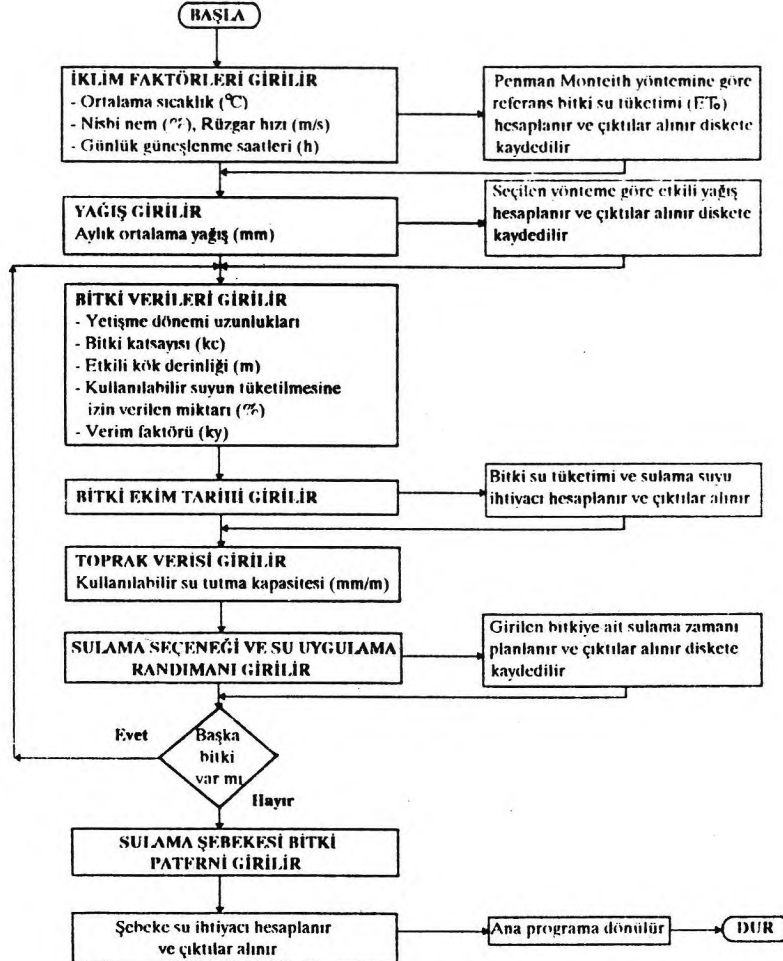 BAŞLA
İKLİM FAKTÖRLERİ GİRİLİR
- Ortalama sıcaklık (°C)
- Nisbi nem (%), Rüzgar hızı (m/s)
- Günlük güneşlenme saatleri (h)
Penman Monteith yöntemine göre
referans bitki su tüketimi (ETo)
hesaplanır ve çıktılar alınır diskete
kaydedilir
YAĞIŞ GİRİLİR
Aylık ortalama yağış (mm)
Seçilen yönteme göre etkili yağış
hesaplanır ve çıktılar alınır diskete
kaydedilir
BİTKİ VERİLERİ GİRİLİR
- Yetişme dönemi uzunlukları
- Bitki katsayısı (kc)
- Etkili kök derinliği (m)
- Kullanılabilir suyun tüketilmesine
izin verilen miktarı (%)
- Verim faktörü (ky)
BİTKİ EKİM TARİHİ GİRİLİR
Bitki su tüketimi ve sulama suyu
ihtiyacı hesaplanır ve çıktılar alınır
TOPRAK VERİSİ GİRİLİR
Kullanılabilir su tutma kapasitesi (mm/m)
SULAMA SEÇENEĞİ VE SU UYGULAMA
RANDIMANI GİRİLİR
Girilen bitkiye ait sulama zamanı
planlanır ve çıktılar alınır diskete
kaydedilir
Evet
Başka
bitki
var mı
Hayır
SULAMA ŞEBEKESİ BİTKİ
PATERNİ GİRİLİR
Şebeke su ihtiyacı hesaplanır
ve çıktılar alınır
Ana programa dönülür
DUR